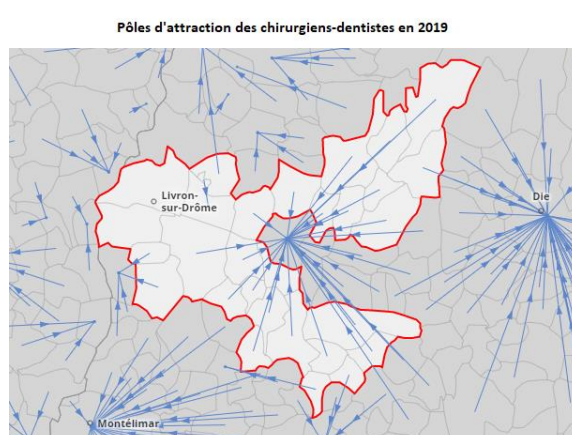 Pôles d'attraction des chirurgiens-dentistes en 2019
Livron-
sur-Drôme
Die
Montélimar